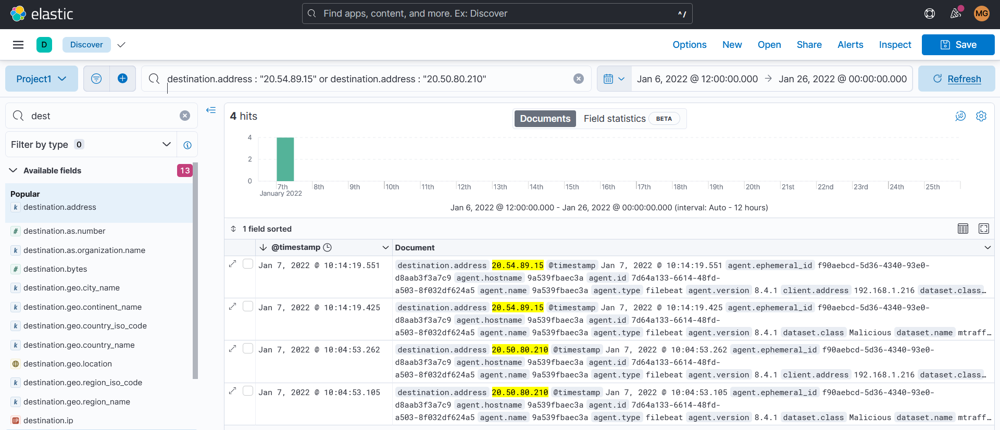 elastic
Find apps, content, and more. Ex: Discover
^/
MG
D
Discover
Options New Open Share Alerts Inspect Save
Project1
destination.address : "20.54.89.15" or destination.address : "20.50.80.210"
Jan 6, 2022 @ 12:00:00.000 → Jan 26, 2022 @ 00:00:00.000
Refresh
dest
Filter by type 0
Available fields 13
Popular
k destination.address
# destination.as.number
k destination.as.organization.name
# destination.bytes
k destination.geo.city_name
k destination.geo.continent_name
k destination.geo.country_iso_code
k destination.geo.country_name
destination.geo.location
k destination.geo.region_iso_code
k destination.geo.region_name
IP destination.ip
4 hits
Documents Field statistics BETA
4
2
0
7th 8th 9th 10th 11th 12th 13th 14th 15th 16th 17th 18th 19th 20th 21st 22nd 23rd 24th 25th
January 2022
Jan 6, 2022 @ 12:00:00.000 - Jan 26, 2022 @ 00:00:00.000 (interval: Auto - 12 hours)
1 field sorted
@timestamp Document
Jan 7, 2022 @ 10:14:19.551 destination.address 20.54.89.15 @timestamp Jan 7, 2022 @ 10:14:19.551 agent.ephemeral_id f90aebcd-5d36-4340-93e0-
d8aab3f3a7c9 agent.hostname 9a539fbaec3a agent.id 7d64a133-6614-48fd-
a503-8f032df624a5 agent.name 9a539fbaec3a agent.type filebeat agent.version 8.4.1 client.address 192.168.1.216 dataset.class…
Jan 7, 2022 @ 10:14:19.425 destination.address 20.54.89.15 @timestamp Jan 7, 2022 @ 10:14:19.425 agent.ephemeral_id f90aebcd-5d36-4340-93e0-
d8aab3f3a7c9 agent.hostname 9a539fbaec3a agent.id 7d64a133-6614-48fd-
a503-8f032df624a5 agent.name 9a539fbaec3a agent.type filebeat agent.version 8.4.1 dataset.class Malicious dataset.name mtraff…
Jan 7, 2022 @ 10:04:53.262 destination.address 20.50.80.210 @timestamp Jan 7, 2022 @ 10:04:53.262 agent.ephemeral_id f90aebcd-5d36-4340-93e0-
d8aab3f3a7c9 agent.hostname 9a539fbaec3a agent.id 7d64a133-6614-48fd-
a503-8f032df624a5 agent.name 9a539fbaec3a agent.type filebeat agent.version 8.4.1 client.address 192.168.1.216 dataset.class…
Jan 7, 2022 @ 10:04:53.105 destination.address 20.50.80.210 @timestamp Jan 7, 2022 @ 10:04:53.105 agent.ephemeral_id f90aebcd-5d36-4340-93e0-
d8aab3f3a7c9 agent.hostname 9a539fbaec3a agent.id 7d64a133-6614-48fd-
a503-8f032df624a5 agent.name 9a539fbaec3a agent.type filebeat agent.version 8.4.1 dataset.class Malicious dataset.name mtraff…